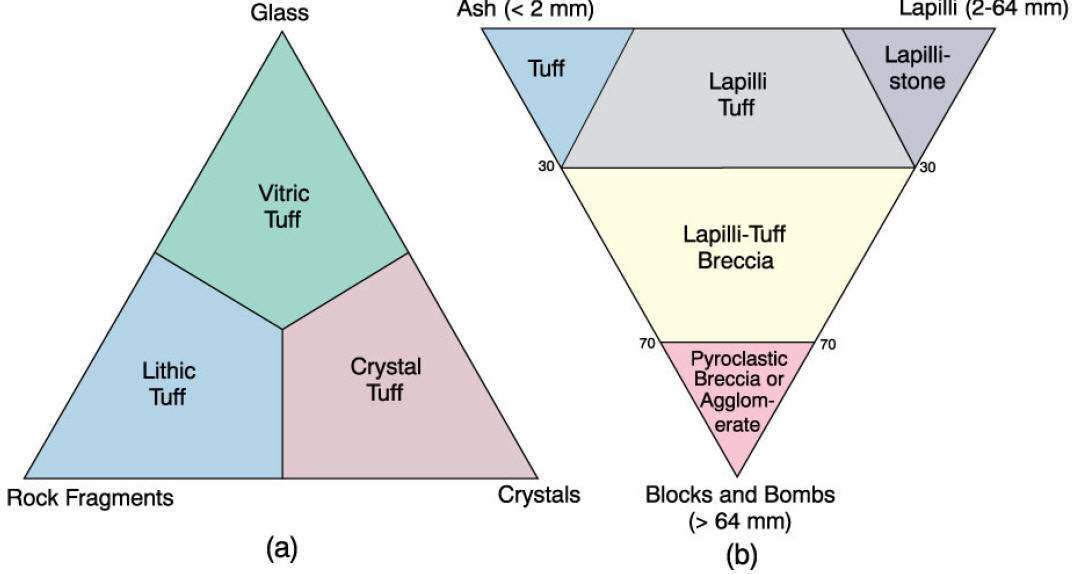 Glass
Vitric
Tuff
Lithic
Tuff
Crystal
Tuff
Rock Fragments
Crystals
(a)
Ash (< 2 mm)
Lapilli (2-64 mm)
Tuff
Lapilli
Tuff
Lapilli-
stone
30
30
Lapilli-Tuff
Breccia
70
70
Pyroclastic
Breccia or
Agglom-
erate
Blocks and Bombs
(> 64 mm)
(b)